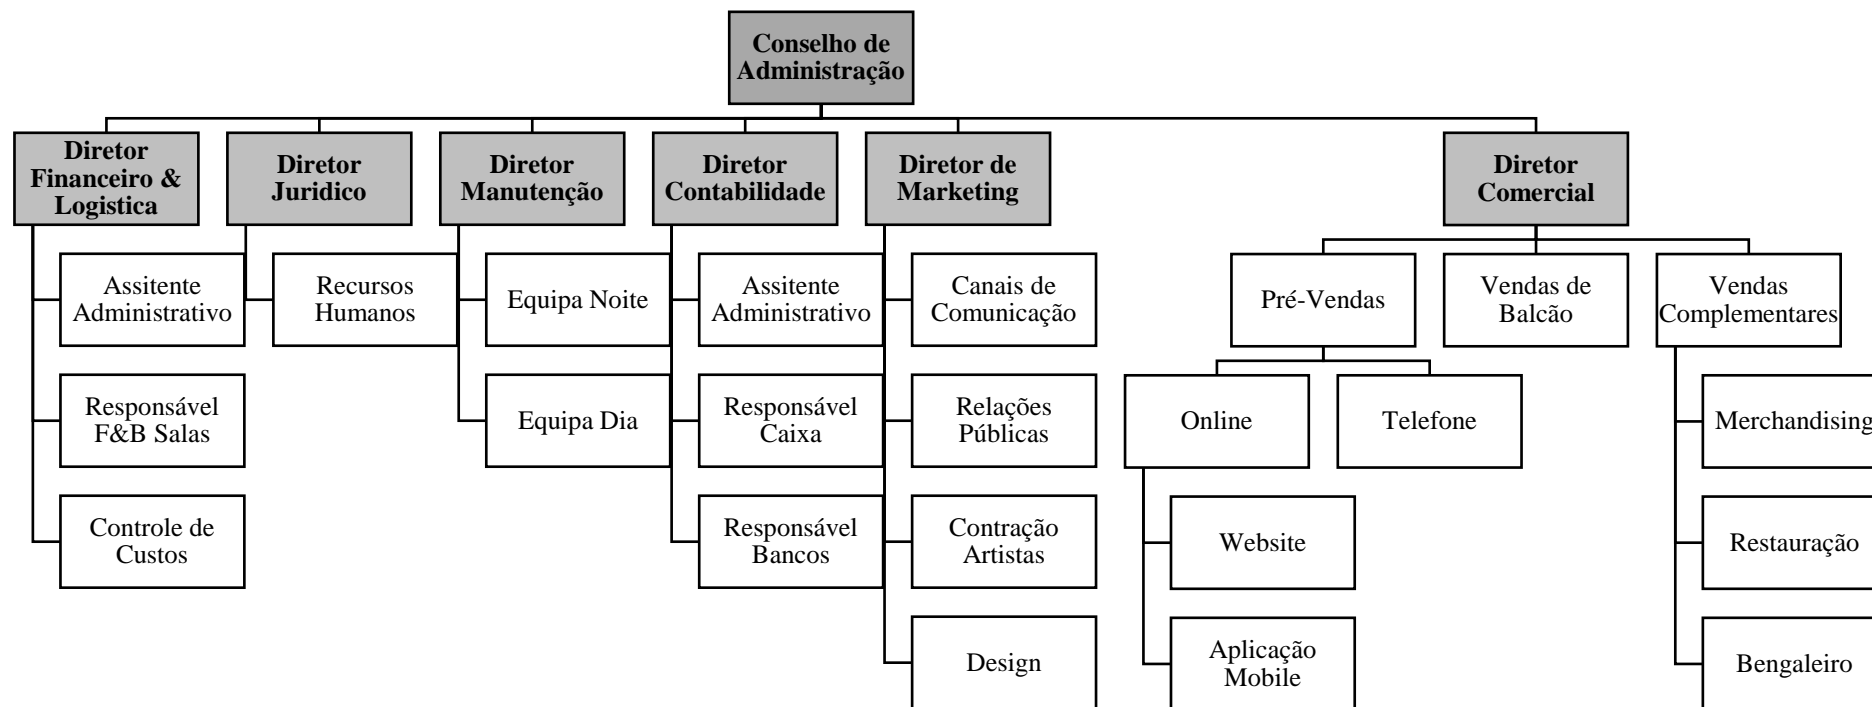 Conselho de
Administração
Diretor
Financeiro &
Logistica
Diretor
Juridico
Diretor
Manutenção
Diretor
Contabilidade
Diretor de
Marketing
Diretor
Comercial
Assitente
Administrativo
Recursos
Humanos
Equipa Noite
Assitente
Administrativo
Canais de
Comunicação
Pré-Vendas
Vendas de
Balcão
Vendas
Complementares
Responsável
F&B Salas
Equipa Dia
Responsável
Caixa
Relações
Públicas
Online
Telefone
Merchandising
Controle de
Custos
Responsável
Bancos
Contração
Artistas
Website
Restauração
Design
Aplicação
Mobile
Bengaleiro